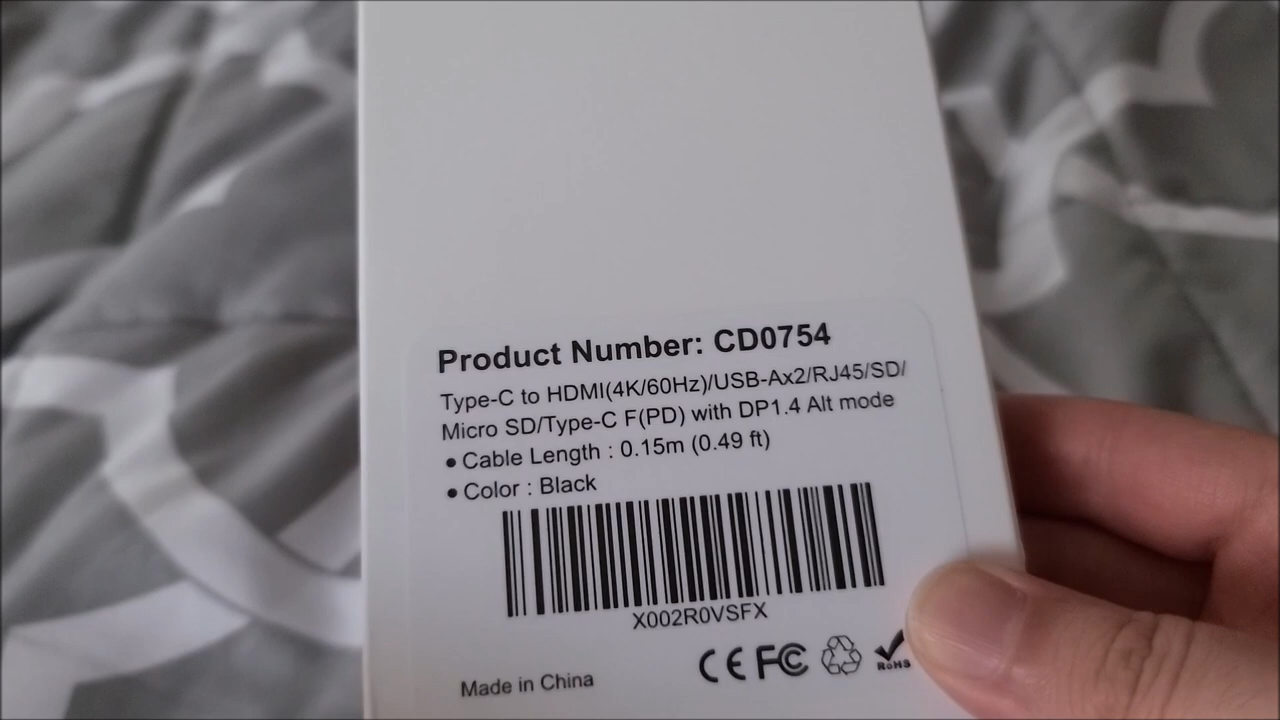 Product Number: CD0754
Type-C to HDMI(4K/60Hz)/USB-Ax2/RJ45/SD/
Micro SD/Type-C F(PD) with DP1.4 Alt mode
• Cable Length : 0.15m (0.49 ft)
• Color : Black
X002R0VSFX
Made in China
CE FC RoHS